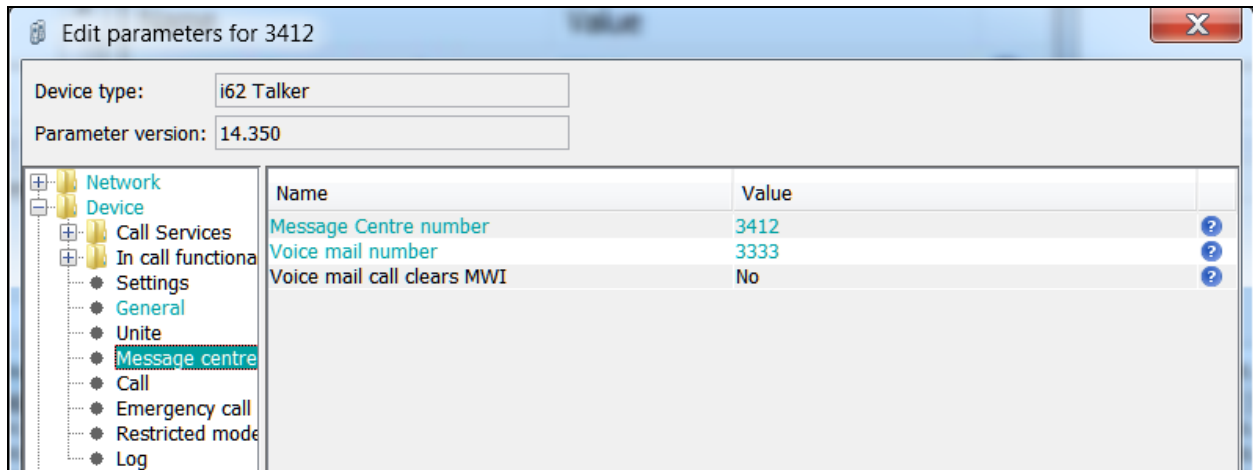 Edit parameters for 3412
Device type: i62 Talker
Parameter version: 14.350
Network
Device
Call Services
In call functiona
Settings
General
Unite
Message centre
Call
Emergency call
Restricted mode
Log
Name Value
Message Centre number 3412
Voice mail number 3333
Voice mail call clears MWI No